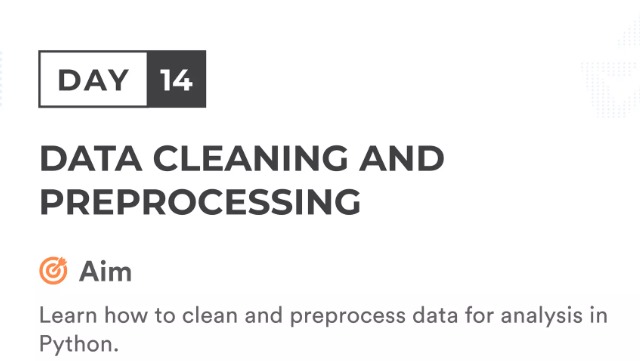 DAY 14
DATA CLEANING AND
PREPROCESSING
Aim
Learn how to clean and preprocess data for analysis in
Python.